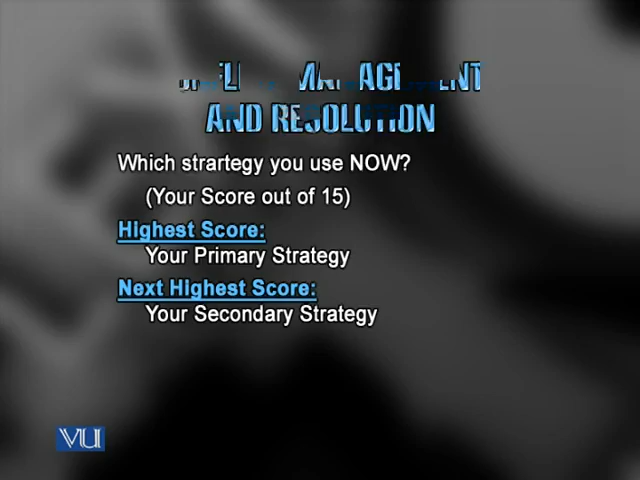 AND RESOLUTION
Which strartegy you use NOW?
(Your Score out of 15)
Highest Score:
Your Primary Strategy
Next Highest Score:
Your Secondary Strategy
VU